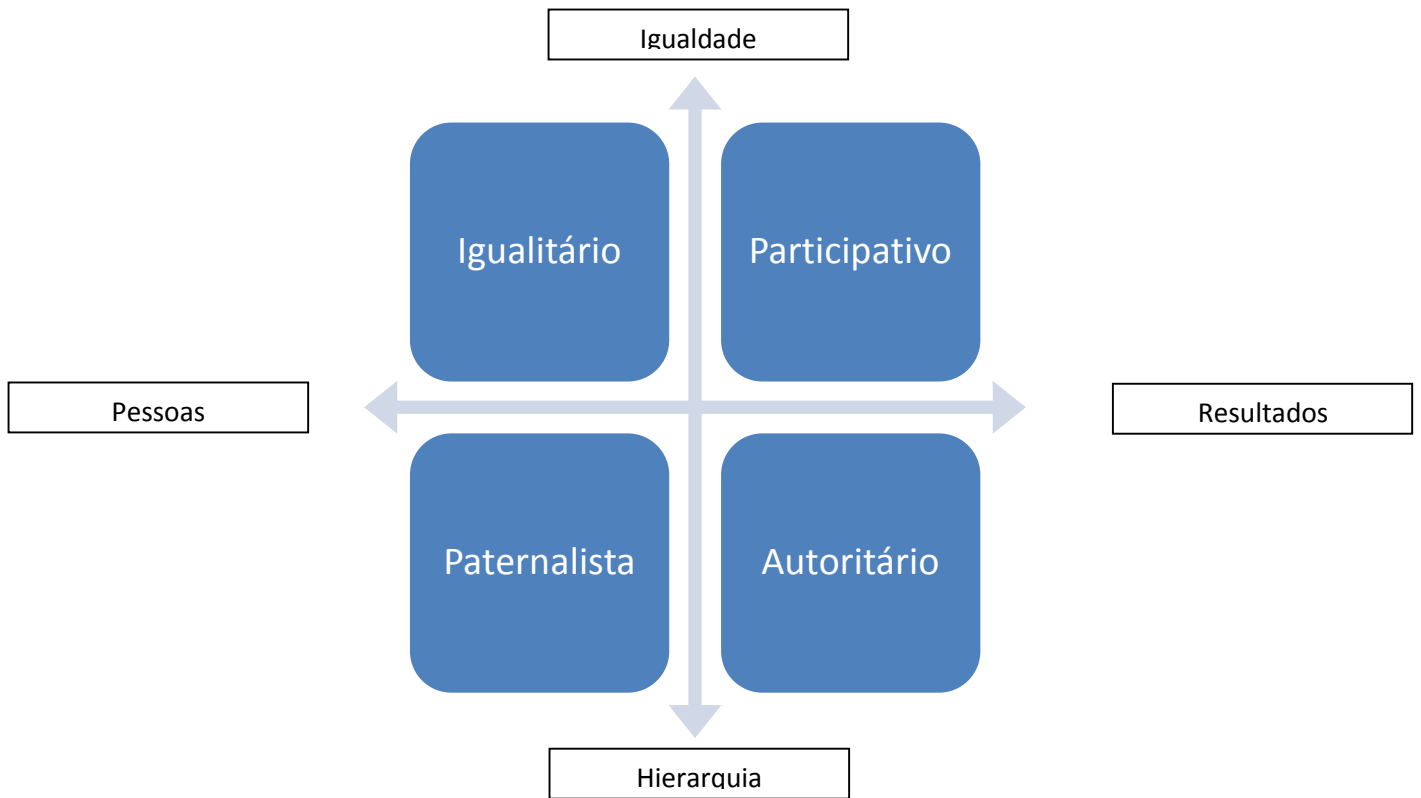 Igualdade
Igualitário
Participativo
Pessoas
Resultados
Paternalista
Autoritário
Hierarquia